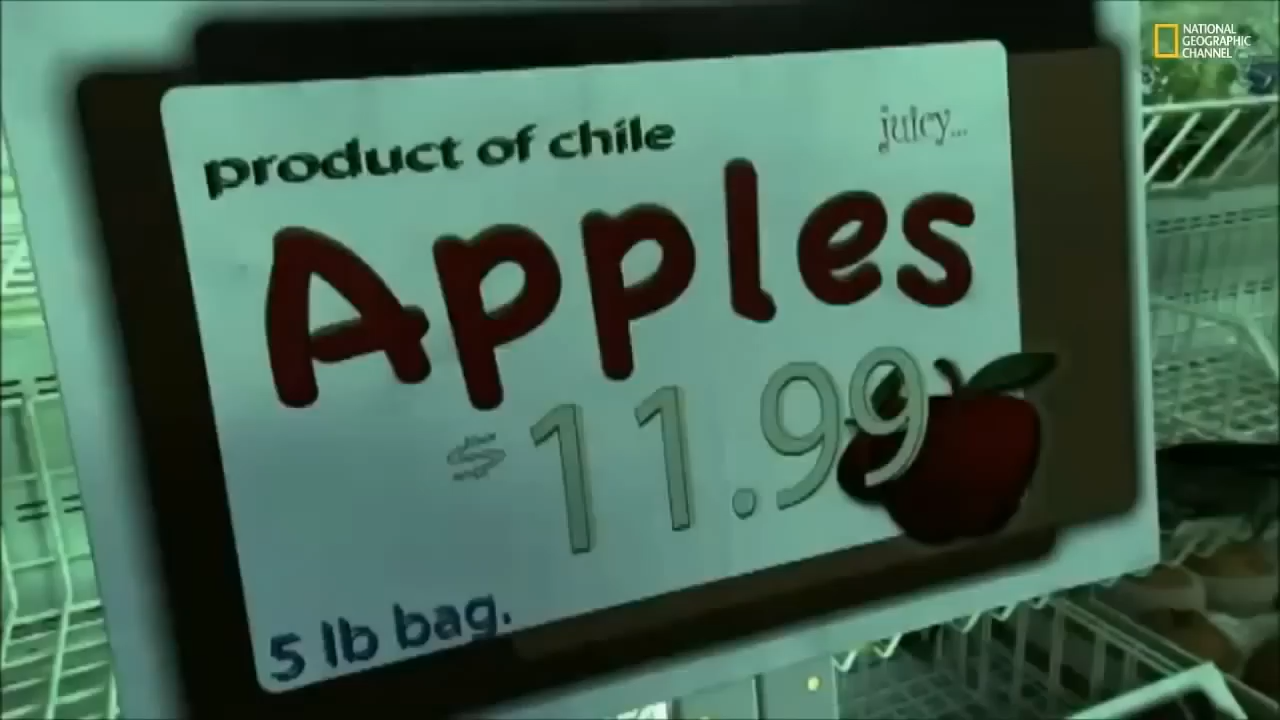 NATIONAL
GEOGRAPHIC
CHANNEL
product of chile
juicy...
Apples
$11.99
5 lb bag.